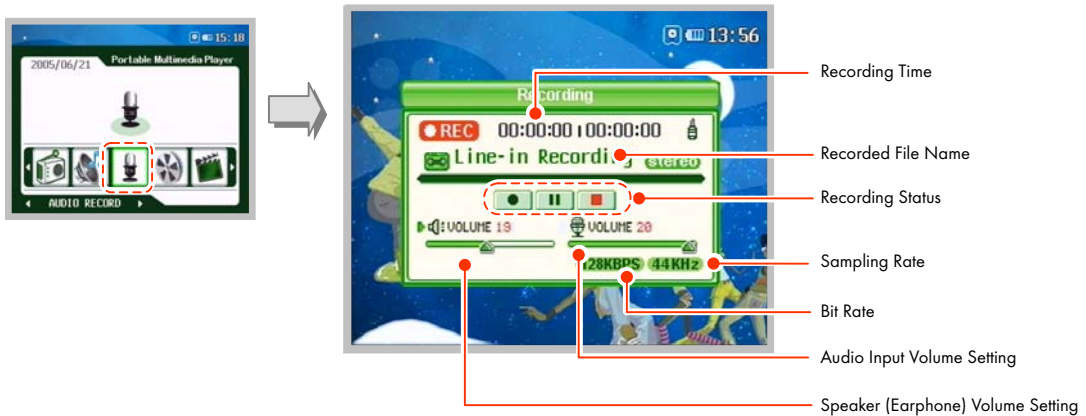 15:18
2005/06/21
Portable Multimedia Player
AUDIO RECORD
13:56
Recording
REC 00:00:00 | 00:00:00
Line-in Recording stereo
VOLUME 19
VOLUME 20
128KBPS 44KHz
Recording Time
Recorded File Name
Recording Status
Sampling Rate
Bit Rate
Audio Input Volume Setting
Speaker (Earphone) Volume Setting